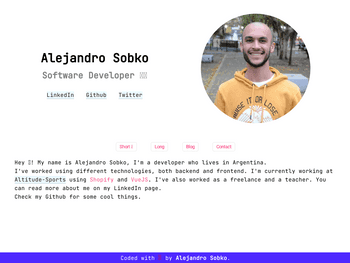 Alejandro Sobko
Software Developer
LinkedIn Github Twitter
Short Long Blog Contact
Hey ! My name is Alejandro Sobko, I'm a developer who lives in Argentina.
I've worked using different technologies, both backend and frontend. I'm currently working at
Altitude-Sports using Shopify and VueJS. I've also worked as a freelance and a teacher. You
can read more about me on my LinkedIn page.
Check my Github for some cool things.
Coded with by Alejandro Sobko.